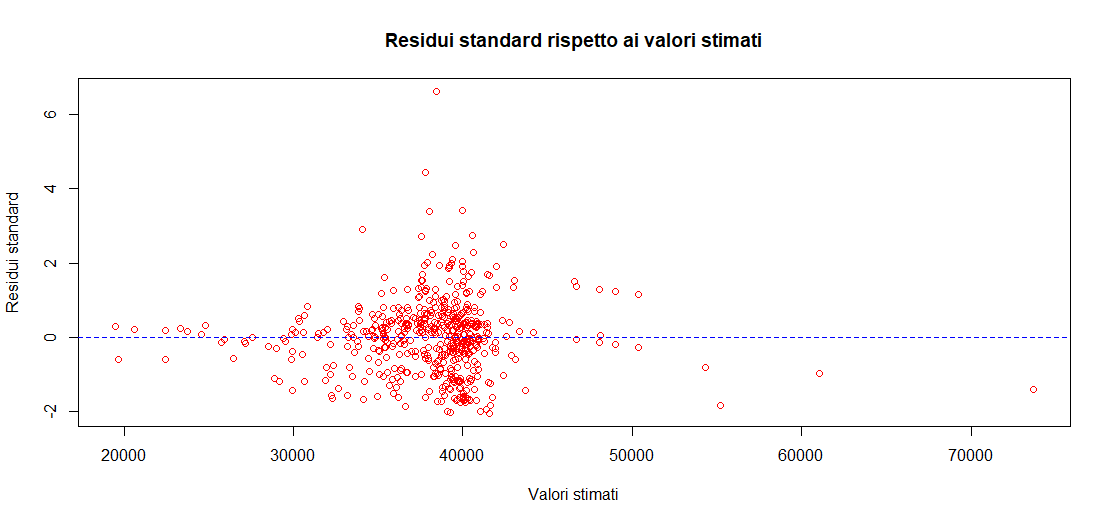 Residui standard rispetto ai valori stimati
Residui standard
6
4
2
0
-2
20000 30000 40000 50000 60000 70000
Valori stimati